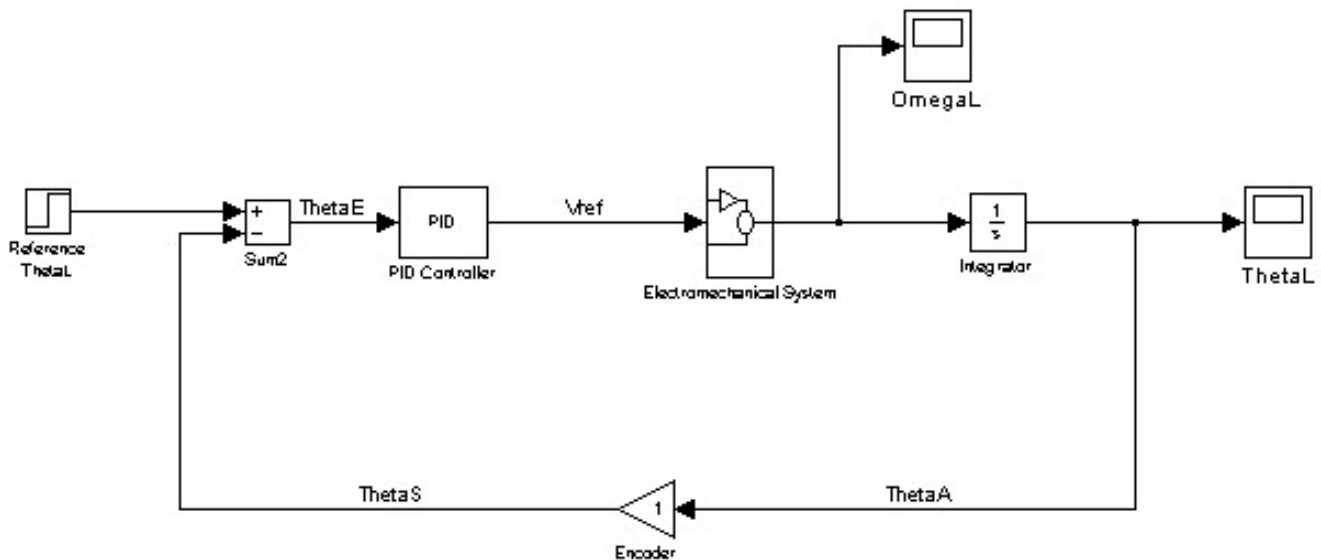 OmegaL
Reference
ThetaL
+
−
Sum2
ThetaE
PID
PID Controller
Vref
Electromechanical System
1
s
Integrator
ThetaL
ThetaS
1
Encoder
ThetaA